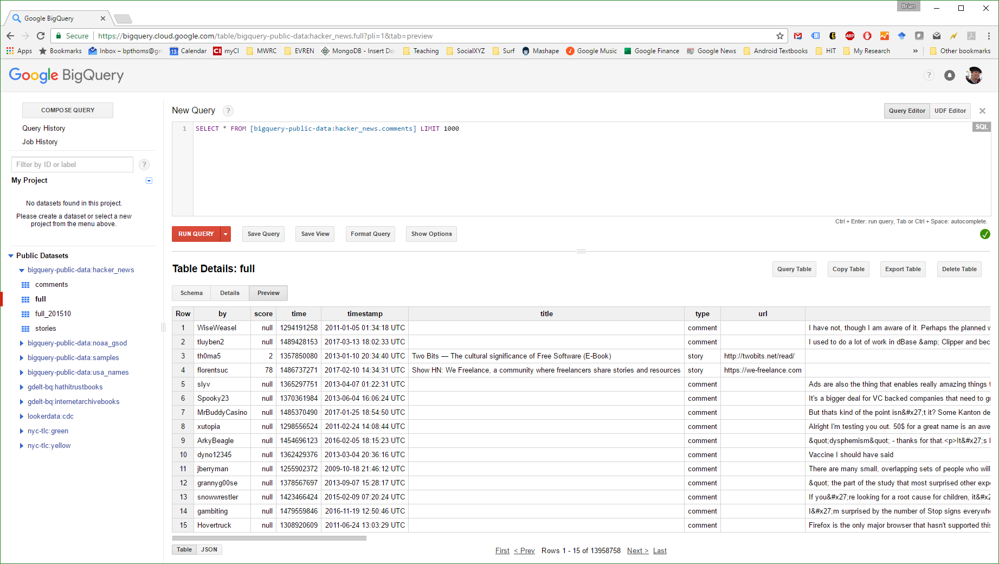 Brian
Google BigQuery
Secure https://bigquery.cloud.google.com/table/bigquery-public-data:hacker_news.full?pli=1&tab=preview
Apps Bookmarks Inbox – bpthoms@gm 13 Calendar CI myCI MWRC EVREN MongoDB - Insert Do Teaching SocialXYZ Surf Mashape Google Music Google Finance Google News Android Textbooks HIT My Research » Other bookmarks
Google BigQuery ?
COMPOSE QUERY
Query History
Job History
Filter by ID or label ?
My Project
No datasets found in this project.
Please create a dataset or select a new
project from the menu above.
Public Datasets
bigquery-public-data:hacker_news
comments
full
full_201510
stories
bigquery-public-data:noaa_gsod
bigquery-public-data:samples
bigquery-public-data:usa_names
gdelt-bq:hathitrustbooks
gdelt-bq:internetarchivebooks
lookerdata:cdc
nyc-tlc:green
nyc-tlc:yellow
New Query ? Query Editor UDF Editor
1 SELECT * FROM [bigquery-public-data:hacker_news.comments] LIMIT 1000 SQL
Ctrl + Enter: run query, Tab or Ctrl + Space: autocomplete.
RUN QUERY Save Query Save View Format Query Show Options
Table Details: full Query Table Copy Table Export Table Delete Table
Schema Details Preview
Row by score time timestamp title type url
1 WiseWeasel null 1294191258 2011-01-05 01:34:18 UTC comment I have not, though I am aware of it. Perhaps the planned w
2 tluyben2 null 1489428153 2017-03-13 18:02:33 UTC comment I used to do a lot of work in dBase &amp; Clipper and bec
3 th0ma5 2 1357850080 2013-01-10 20:34:40 UTC Two Bits — The cultural significance of Free Software (E-Book) story http://twobits.net/read/
4 florentsuc 78 1486737271 2017-02-10 14:34:31 UTC Show HN: We Freelance, a community where freelancers share stories and resources story https://we-freelance.com
5 slyv null 1365297751 2013-04-07 01:22:31 UTC comment Ads are also the thing that enables really amazing things t
6 Spooky23 null 1370361984 2013-06-04 16:06:24 UTC comment It's a bigger deal for VC backed companies that need to gr
7 MrBuddyCasino null 1485370490 2017-01-25 18:54:50 UTC comment But thats kind of the point isn&#x27;t it? Some Kanton de
8 xutopia null 1298556524 2011-02-24 14:08:44 UTC comment Alright I'm testing you out. 50$ for a great name is an awe
9 ArkyBeagle null 1454696123 2016-02-05 18:15:23 UTC comment &quot;dysphemism&quot; - thanks for that.<p>It&#x27;s l
10 dyno12345 null 1362429376 2013-03-04 20:36:16 UTC comment Vaccine I should have said
11 jberryman null 1255902372 2009-10-18 21:46:12 UTC comment There are many small, overlapping sets of people who will
12 grannyg00se null 1378567697 2013-09-07 15:28:17 UTC comment &quot; the part of the study that most surprised other expe
13 snowwrestler null 1423466424 2015-02-09 07:20:24 UTC comment If you&#x27;re looking for a root cause for children, it&#x2
14 gambiting null 1479559846 2016-11-19 12:50:46 UTC comment I&#x27;m surprised by the number of Stop signs everywhe
15 Hovertruck null 1308920609 2011-06-24 13:03:29 UTC comment Firefox is the only major browser that hasn't supported this
Table JSON First < Prev Rows 1 - 15 of 13958758 Next > Last